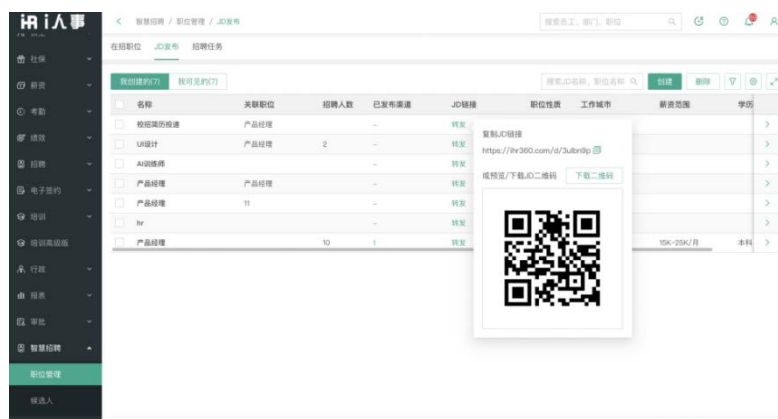 iR i人事
智慧招聘 / 职位管理 / JD发布
搜索员工、部门、职位
社保
薪资
考勤
绩效
招聘
电子签约
培训
培训高级版
行政
报表
审批
智慧招聘
职位管理
候选人
在招职位 JD发布 招聘任务
我创建的(7) 我可见的(7)
搜索JD名称、职位名称 创建 删除
名称 关联职位 招聘人数 已发布渠道 JD链接 职位性质 工作城市 薪资范围 学历
校招简历投递 产品经理 - 转发
UI设计 产品经理 2 - 转发
AI训练师 - 转发
产品经理 产品经理 - 转发
产品经理 11 - 转发
hr - 转发
产品经理 10 1 转发 15K-25K/月 本科
复制JD链接
https://ihr360.com/d/3ulbn9p
或预览/下载JD二维码 下载二维码